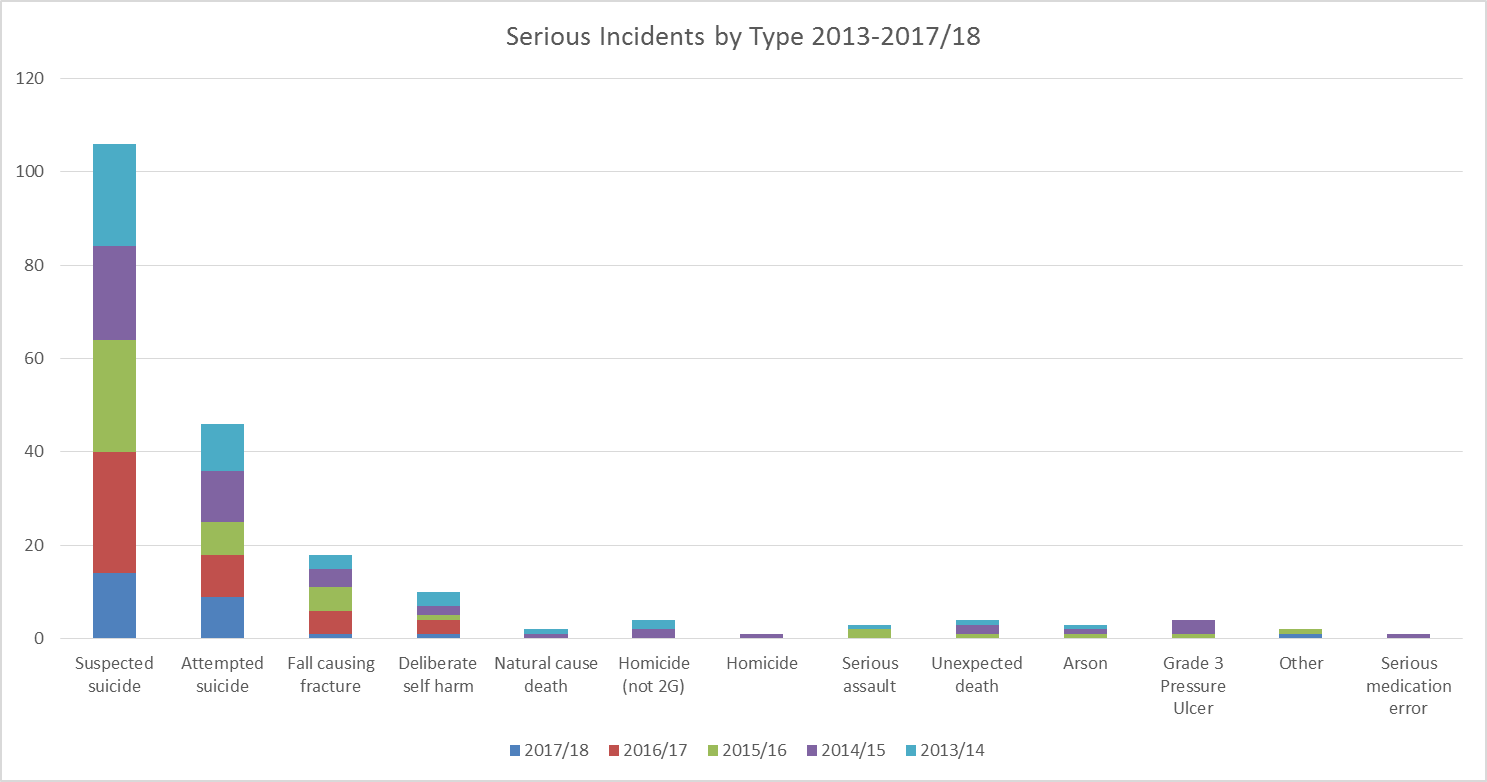 Serious Incidents by Type 2013-2017/18
120
100
80
60
40
20
0
Suspected
suicide
Attempted
suicide
Fall causing
fracture
Deliberate
self harm
Natural cause
death
Homicide
(not 2G)
Homicide
Serious
assault
Unexpected
death
Arson
Grade 3
Pressure
Ulcer
Other
Serious
medication
error
2017/18 2016/17 2015/16 2014/15 2013/14